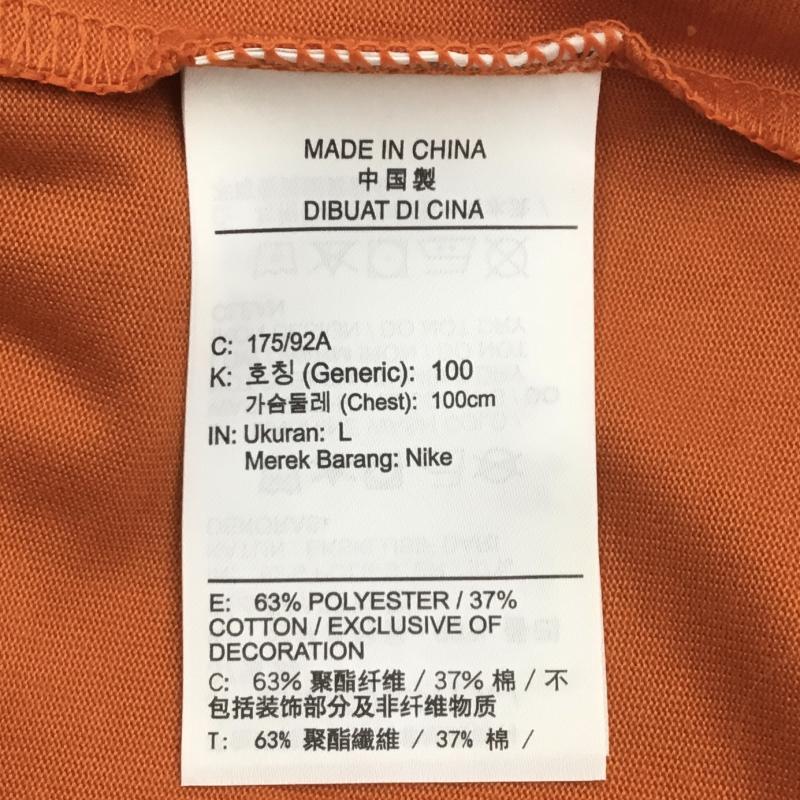 MADE IN CHINA
中国製
DIBUAT DI CINA
C: 175/92A
K: 호칭 (Generic): 100
가슴둘레 (Chest): 100cm
IN: Ukuran: L
Merek Barang: Nike
E: 63% POLYESTER / 37%
COTTON / EXCLUSIVE OF
DECORATION
C: 63% 聚酯纤维 / 37% 棉 / 不
包括装饰部分及非纤维物质
T: 63% 聚酯纖維 / 37% 棉 /